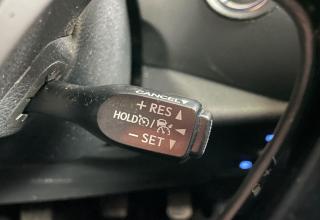 CANCEL
+ RES ▲
HOLD / ◀
− SET ▼